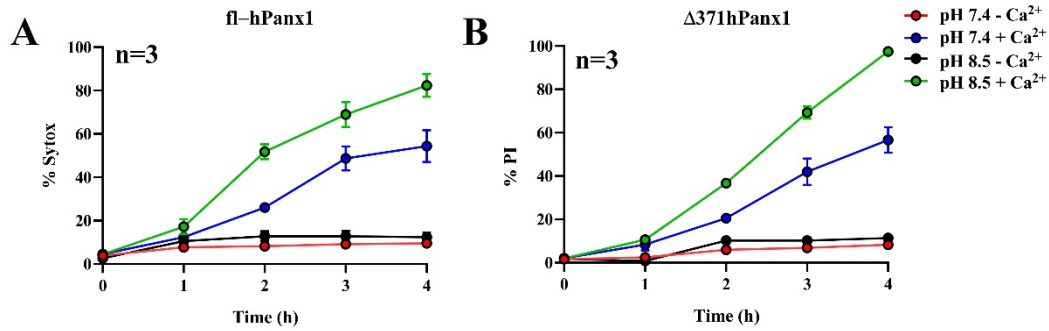 A
fl–hPanx1
n=3
% Sytox
100
80
60
40
20
0
0 1 2 3 4
Time (h)
B
Δ371hPanx1
n=3
% PI
100
80
60
40
20
0
0 1 2 3 4
Time (h)
pH 7.4 - Ca²⁺
pH 7.4 + Ca²⁺
pH 8.5 - Ca²⁺
pH 8.5 + Ca²⁺